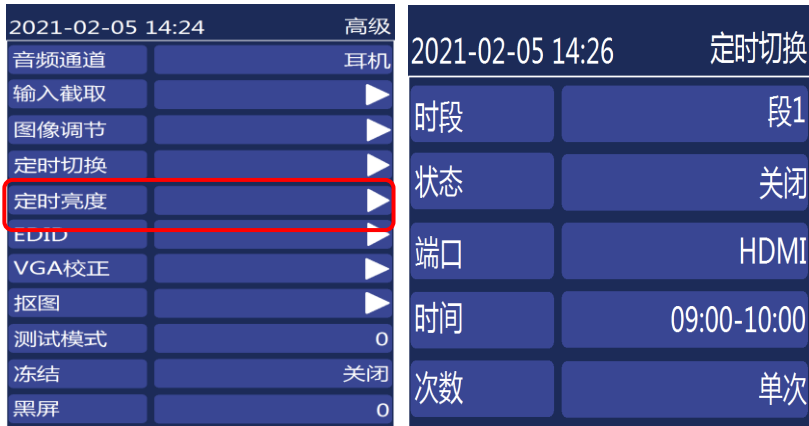 2021-02-05 14:24 高级
音频通道 耳机
输入截取
图像调节
定时切换
定时亮度
EDID
VGA校正
抠图
测试模式 0
冻结 关闭
黑屏 0
2021-02-05 14:26 定时切换
时段 段1
状态 关闭
端口 HDMI
时间 09:00-10:00
次数 单次